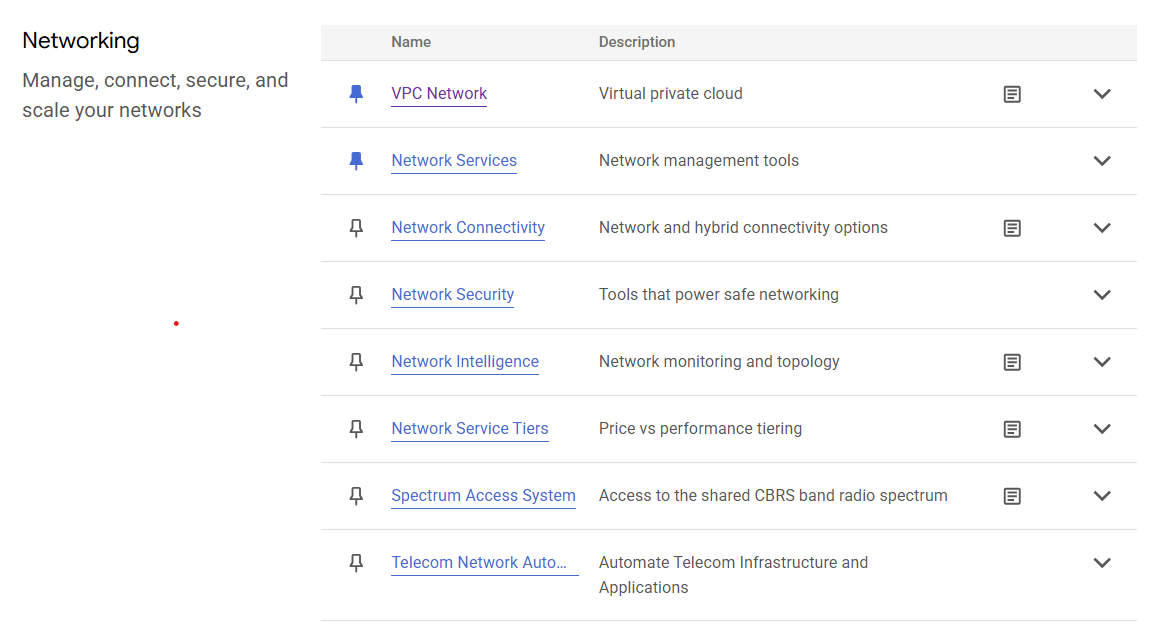 Networking
Manage, connect, secure, and
scale your networks
Name Description
VPC Network Virtual private cloud
Network Services Network management tools
Network Connectivity Network and hybrid connectivity options
Network Security Tools that power safe networking
Network Intelligence Network monitoring and topology
Network Service Tiers Price vs performance tiering
Spectrum Access System Access to the shared CBRS band radio spectrum
Telecom Network Auto... Automate Telecom Infrastructure and
Applications